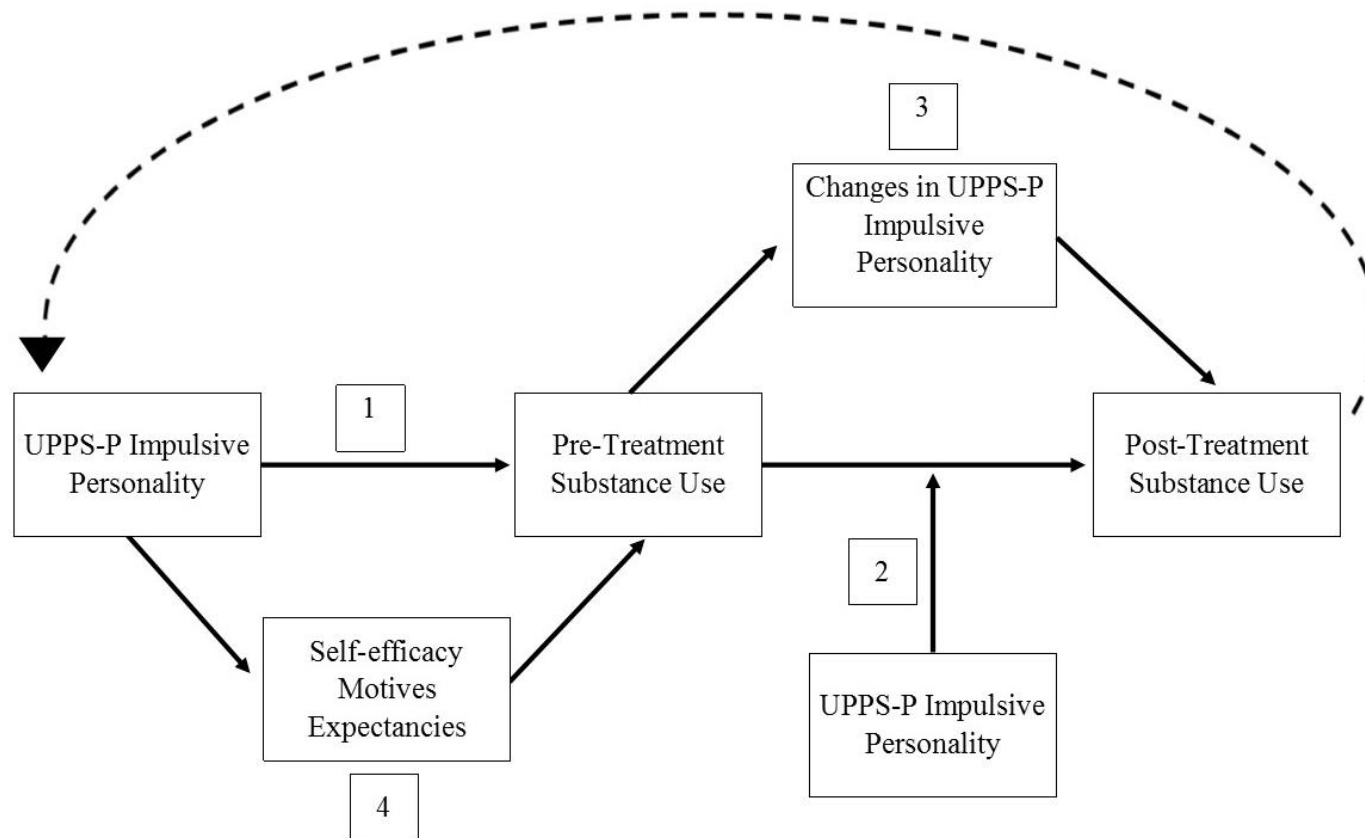 3
Changes in UPPS-P
Impulsive
Personality
1
UPPS-P Impulsive
Personality
Pre-Treatment
Substance Use
Post-Treatment
Substance Use
2
Self-efficacy
Motives
Expectancies
UPPS-P Impulsive
Personality
4